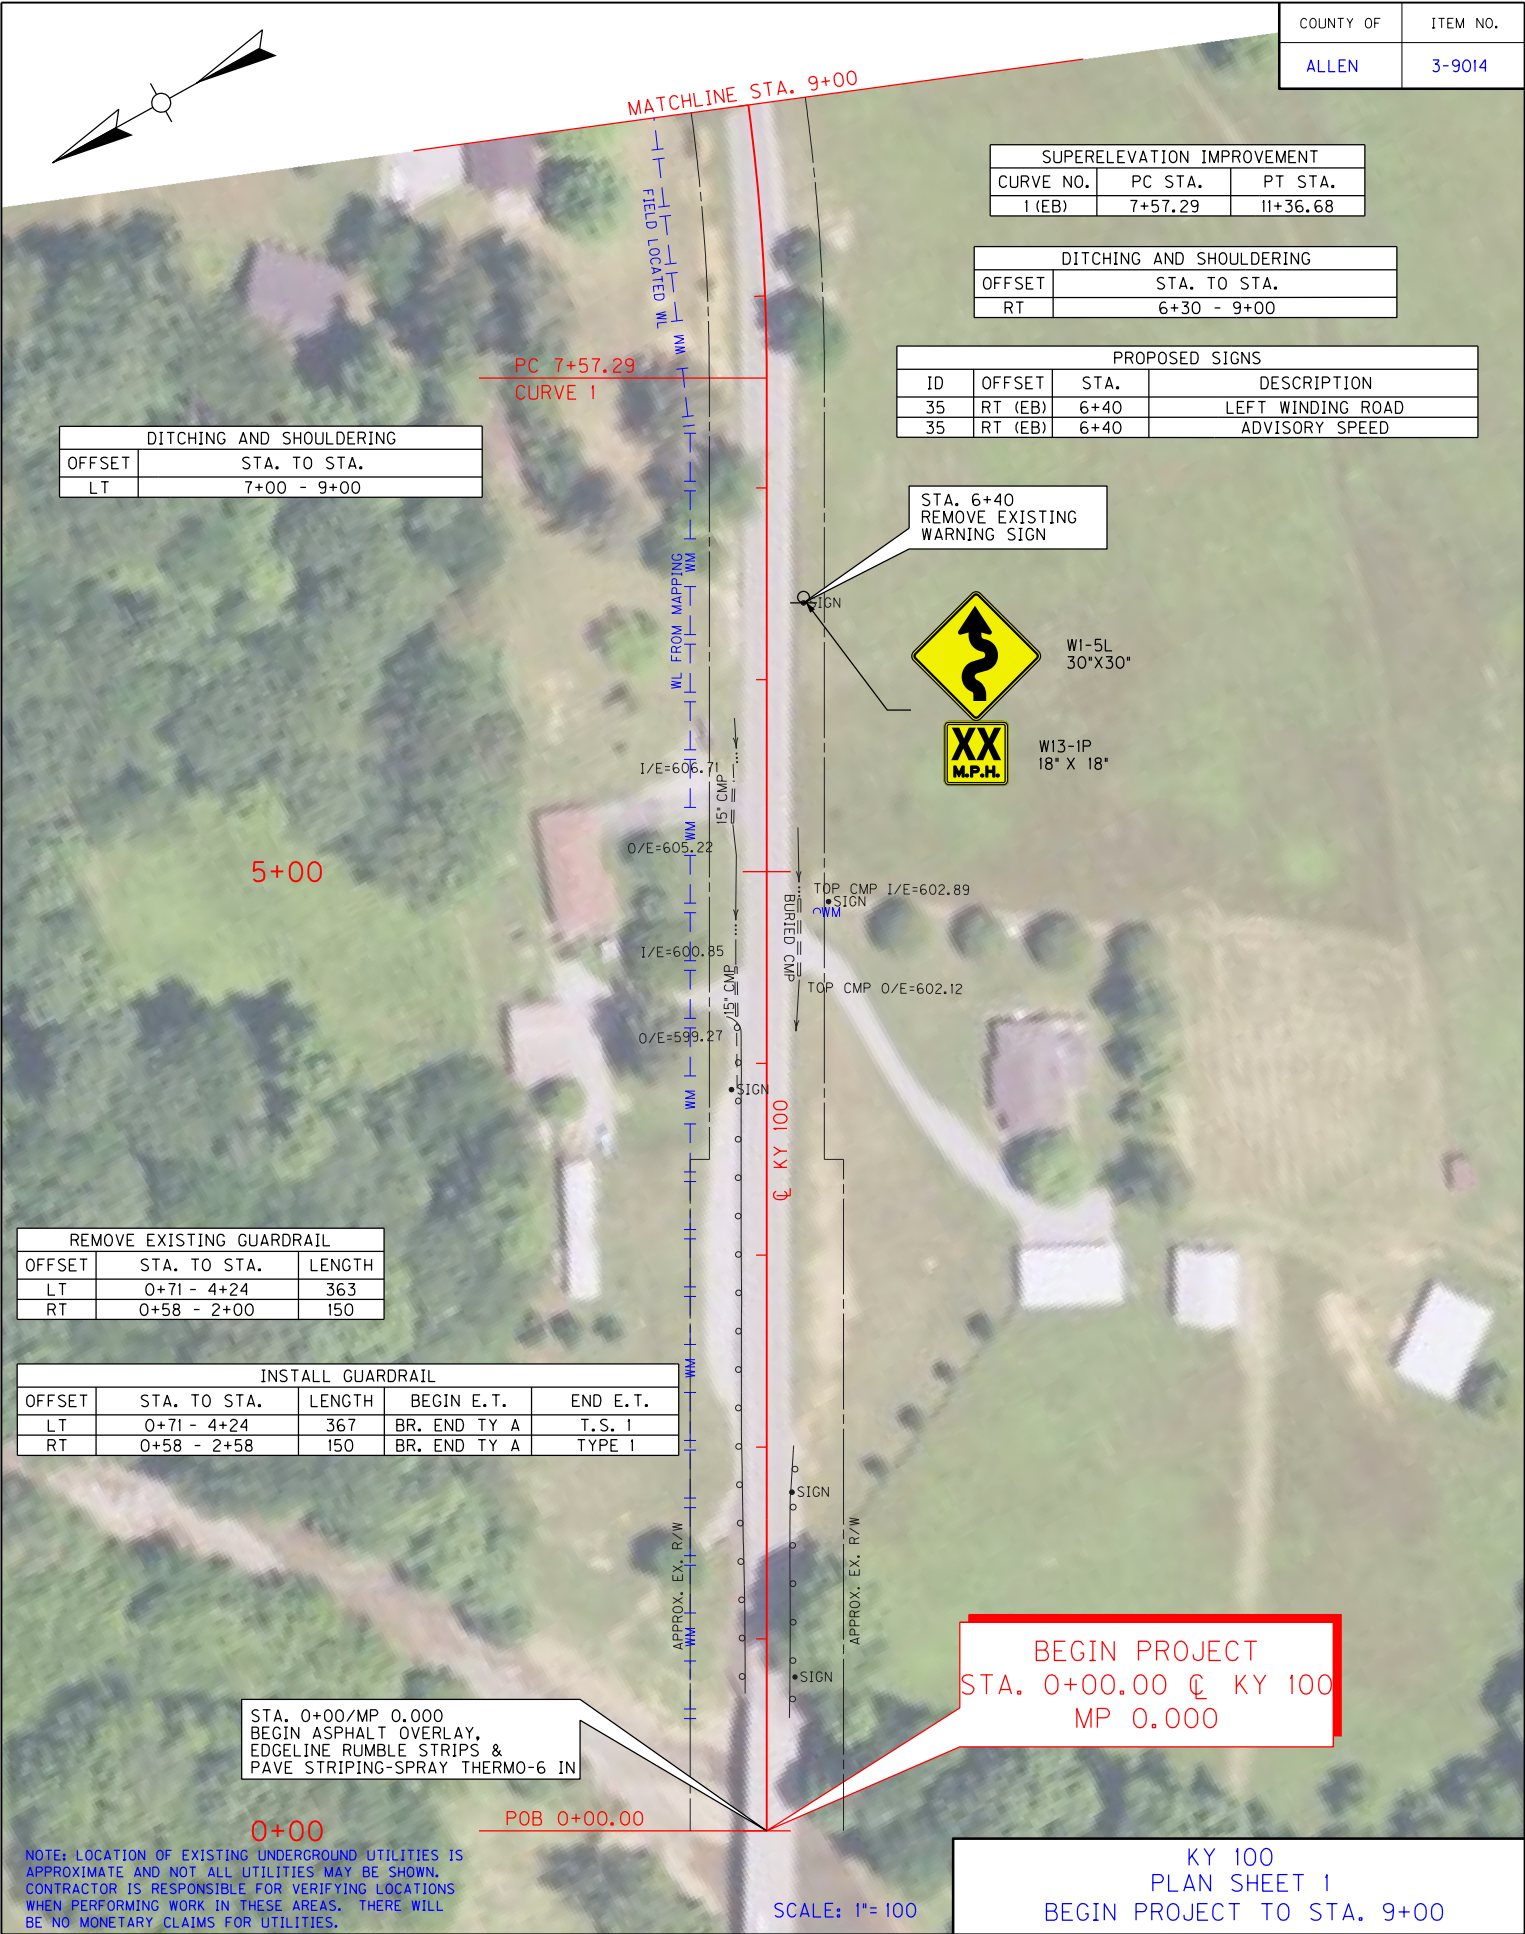 COUNTY OF ITEM NO.
ALLEN 3-9014
MATCHLINE STA. 9+00
SUPERELEVATION IMPROVEMENT
CURVE NO. PC STA. PT STA.
1 (EB) 7+57.29 11+36.68
DITCHING AND SHOULDERING
OFFSET STA. TO STA.
RT 6+30 - 9+00
PROPOSED SIGNS
ID OFFSET STA. DESCRIPTION
35 RT (EB) 6+40 LEFT WINDING ROAD
35 RT (EB) 6+40 ADVISORY SPEED
FIELD LOCATED WL
WM
PC 7+57.29
CURVE 1
DITCHING AND SHOULDERING
OFFSET STA. TO STA.
LT 7+00 - 9+00
STA. 6+40
REMOVE EXISTING
WARNING SIGN
SIGN
WL FROM MAPPING
WM
W1-5L
30"X30"
XX
M.P.H.
W13-1P
18" X 18"
I/E=606.71
15" CMP
O/E=605.22
WM
5+00
TOP CMP I/E=602.89
SIGN
WM
BURIED CMP
I/E=600.85
15" CMP
TOP CMP O/E=602.12
O/E=599.27
SIGN
WM
℄ KY 100
REMOVE EXISTING GUARDRAIL
OFFSET STA. TO STA. LENGTH
LT 0+71 - 4+24 363
RT 0+58 - 2+00 150
INSTALL GUARDRAIL
OFFSET STA. TO STA. LENGTH BEGIN E.T. END E.T.
LT 0+71 - 4+24 367 BR. END TY A T.S. 1
RT 0+58 - 2+58 150 BR. END TY A TYPE 1
WM
SIGN
APPROX. EX. R/W
APPROX. EX. R/W
WM
SIGN
BEGIN PROJECT
STA. 0+00.00 ℄ KY 100
MP 0.000
STA. 0+00/MP 0.000
BEGIN ASPHALT OVERLAY,
EDGELINE RUMBLE STRIPS &
PAVE STRIPING-SPRAY THERMO-6 IN
POB 0+00.00
0+00
NOTE: LOCATION OF EXISTING UNDERGROUND UTILITIES IS
APPROXIMATE AND NOT ALL UTILITIES MAY BE SHOWN.
CONTRACTOR IS RESPONSIBLE FOR VERIFYING LOCATIONS
WHEN PERFORMING WORK IN THESE AREAS. THERE WILL
BE NO MONETARY CLAIMS FOR UTILITIES.
SCALE: 1"= 100
KY 100
PLAN SHEET 1
BEGIN PROJECT TO STA. 9+00